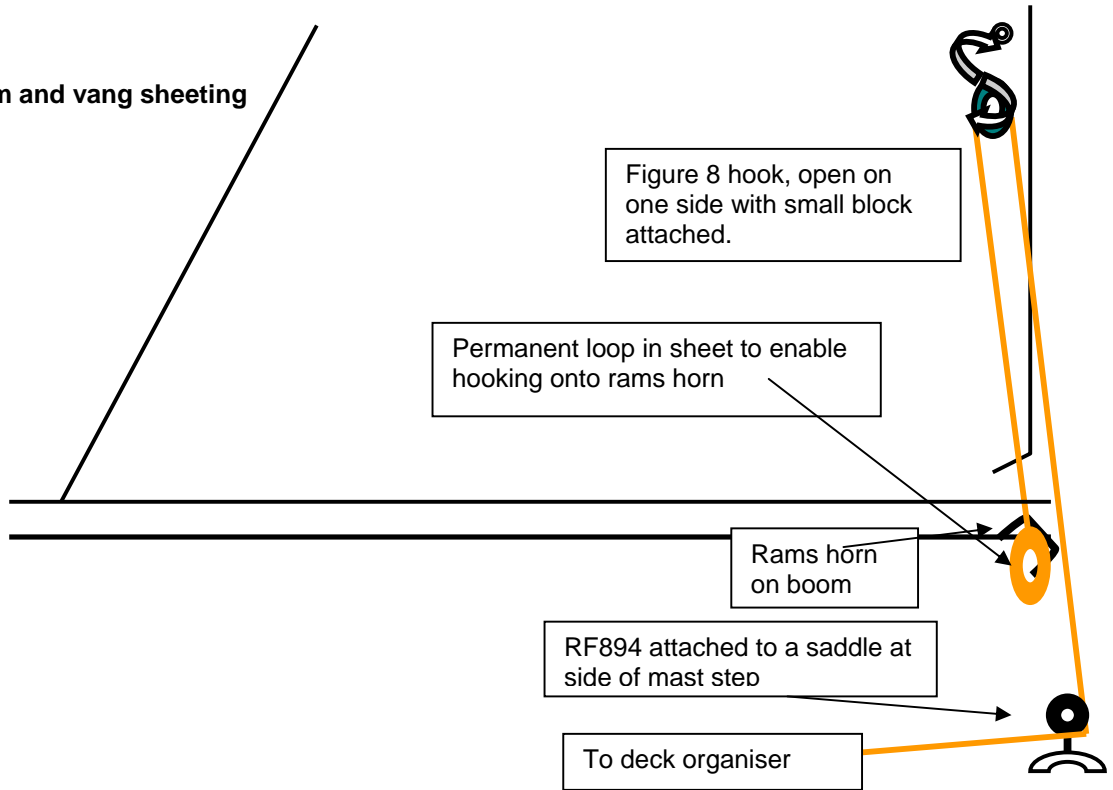 and vang sheeting
Figure 8 hook, open on
one side with small block
attached.
Permanent loop in sheet to enable
hooking onto rams horn
Rams horn
on boom
RF894 attached to a saddle at
side of mast step
To deck organiser